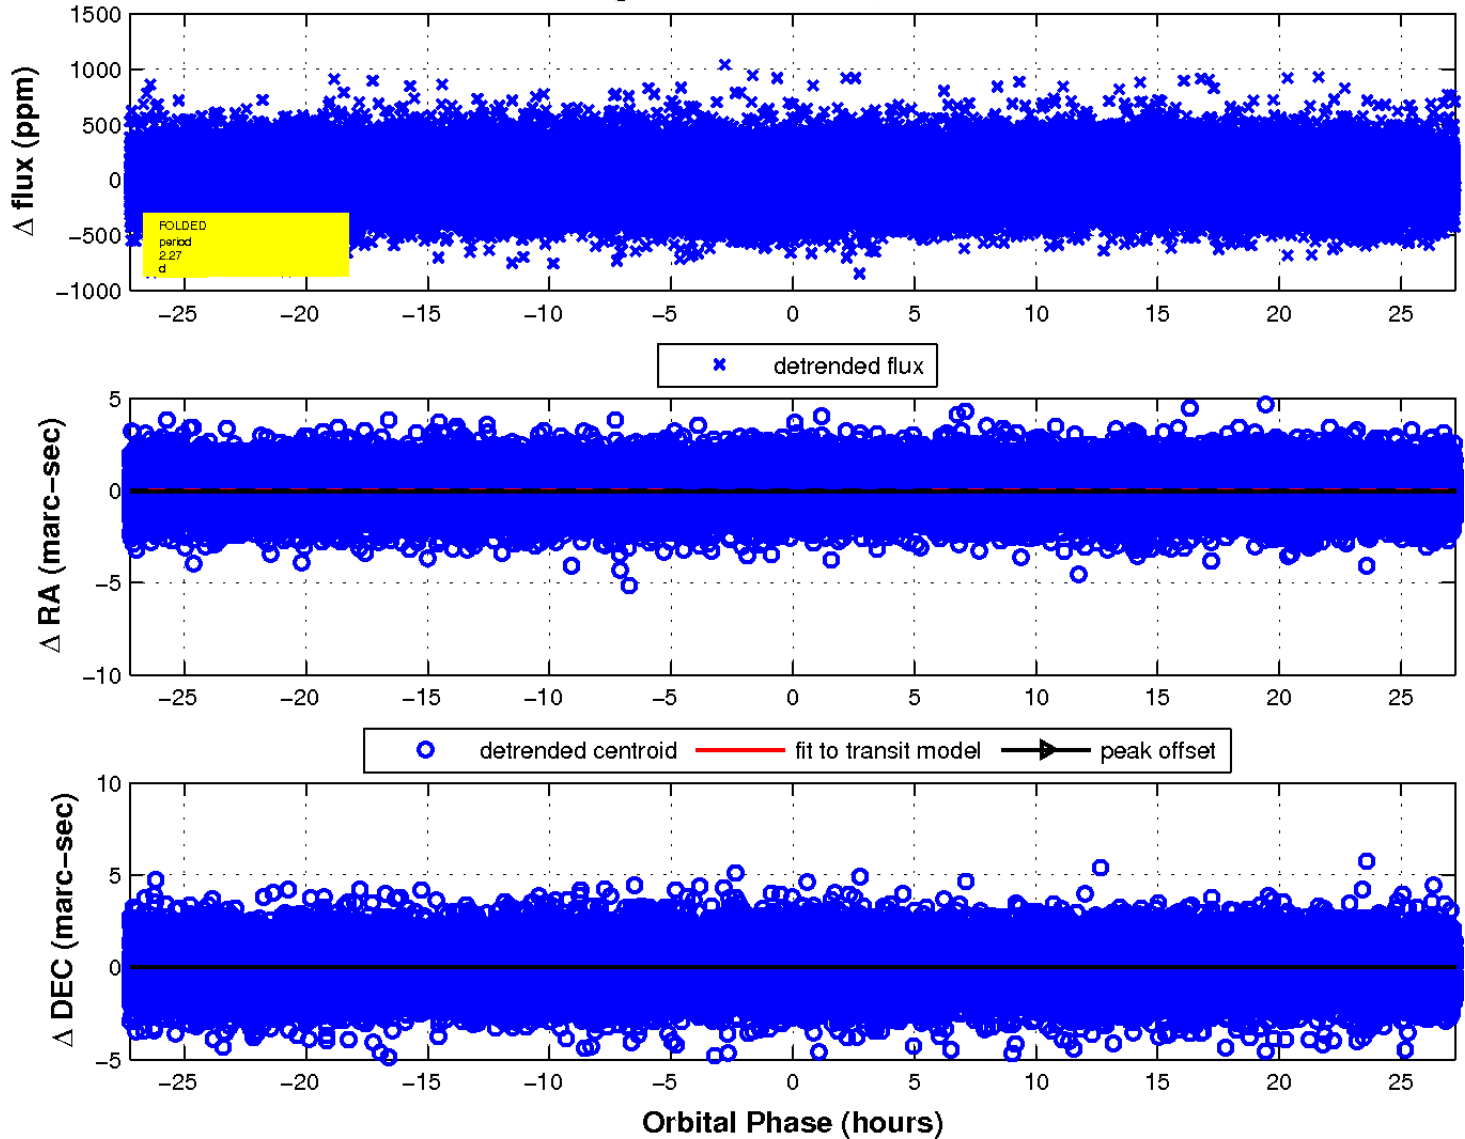 1500
1000
500
0
−500
−1000
Δ flux (ppm)
FOLDED
period
2.27
d
−25 −20 −15 −10 −5 0 5 10 15 20 25
detrended flux
5
0
−5
−10
Δ RA (marc−sec)
−25 −20 −15 −10 −5 0 5 10 15 20 25
detrended centroid fit to transit model peak offset
10
5
0
−5
Δ DEC (marc−sec)
−25 −20 −15 −10 −5 0 5 10 15 20 25
Orbital Phase (hours)